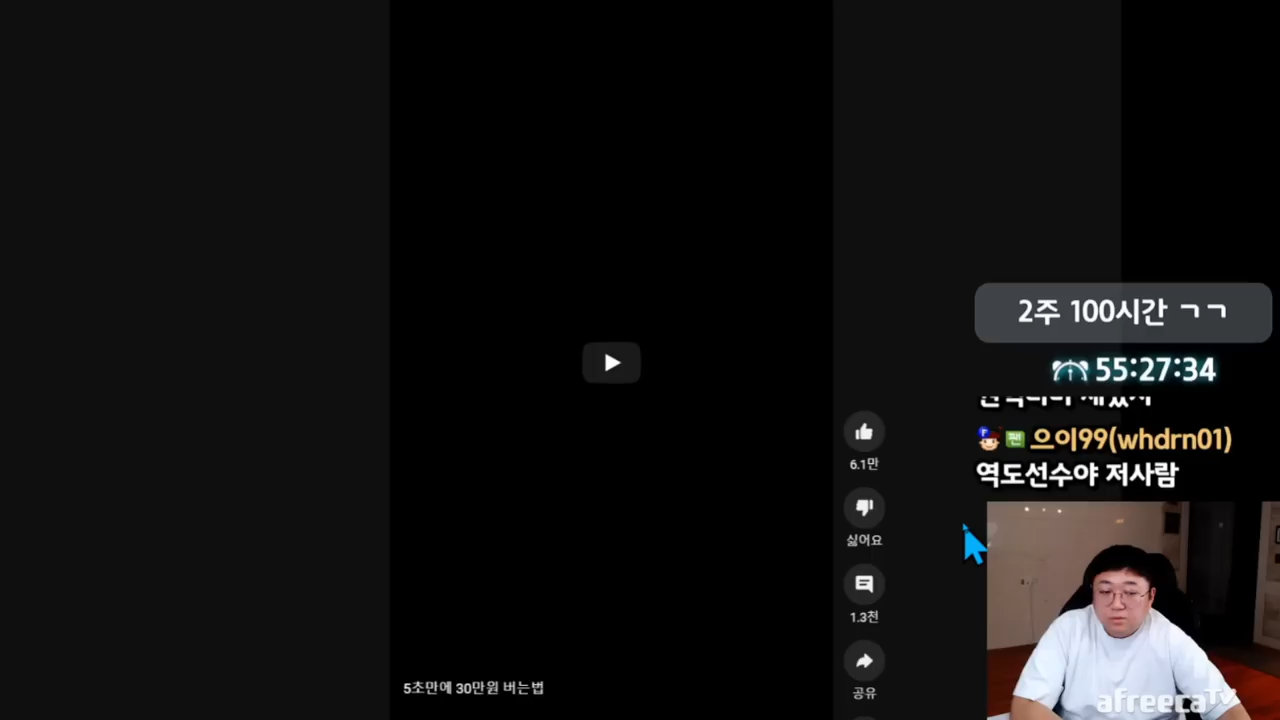 2주 100시간 ㄱㄱ
55:27:34
팬 으이99(whdrn01)
역도선수야 저사람
6.1만
싫어요
1.3천
공유
5초만에 30만원 버는법
afreecaTV